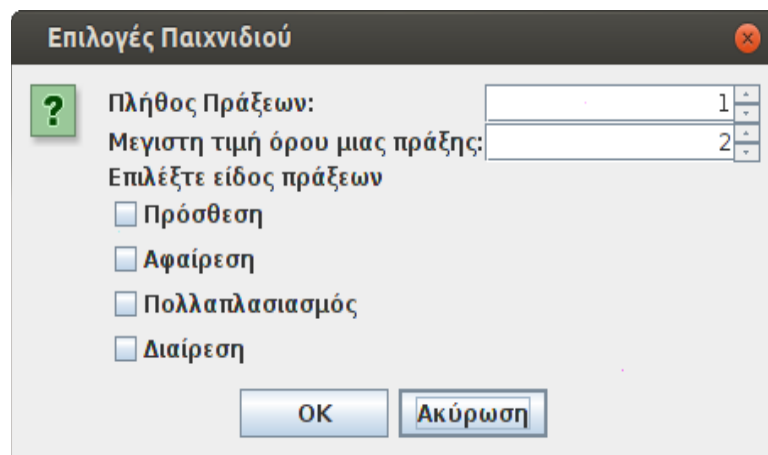 Επιλογές Παιχνιδιού
Πλήθος Πράξεων: 1
Μεγιστη τιμή όρου μιας πράξης: 2
Επιλέξτε είδος πράξεων
Πρόσθεση
Αφαίρεση
Πολλαπλασιασμός
Διαίρεση
OK Ακύρωση